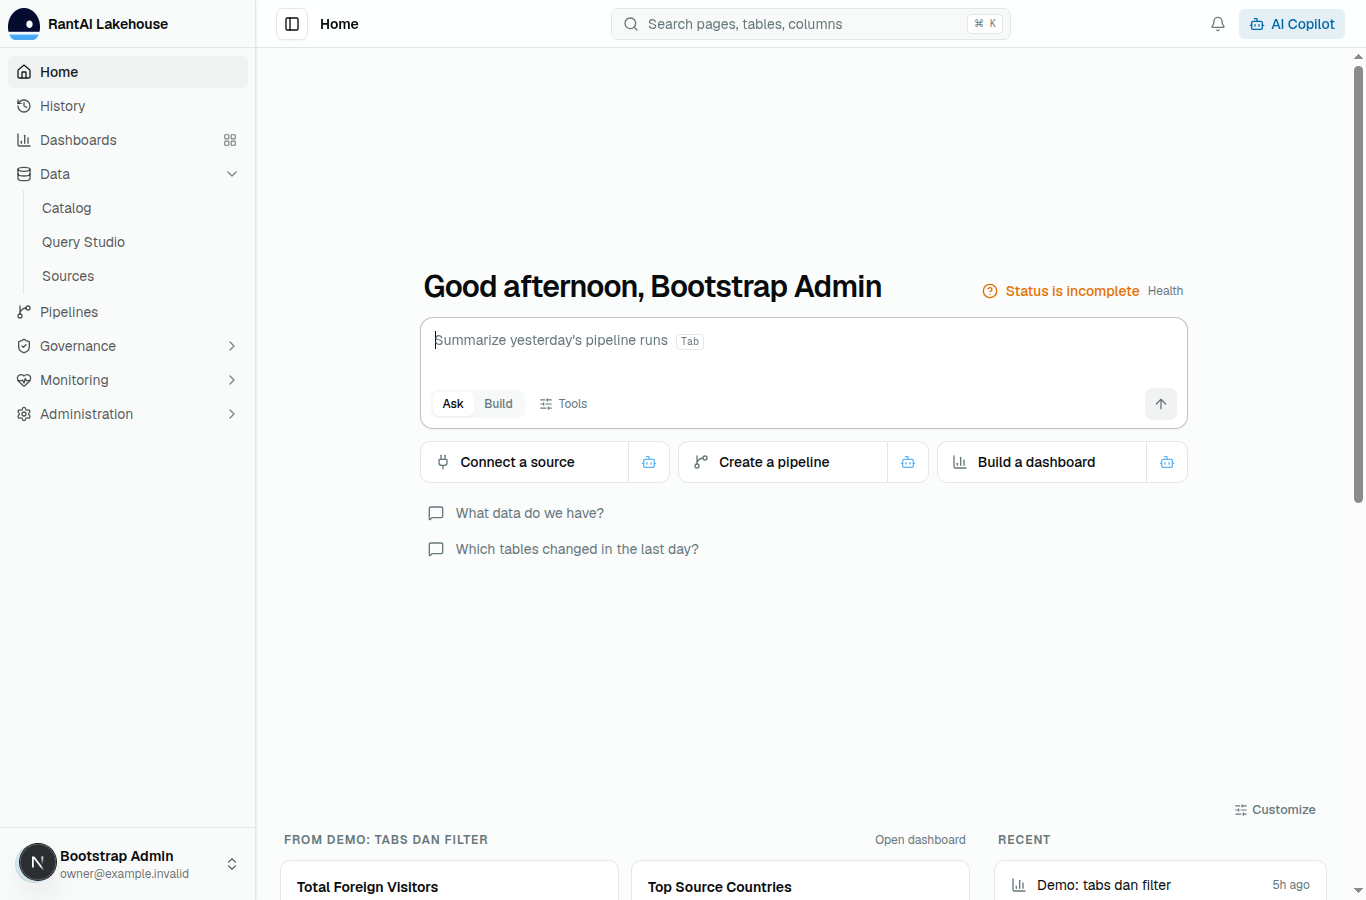 RantAI Lakehouse
Home
Search pages, tables, columns
⌘ K
AI Copilot
Home
History
Dashboards
Data
Catalog
Query Studio
Sources
Pipelines
Governance
Monitoring
Administration
Good afternoon, Bootstrap Admin
Status is incomplete Health
Summarize yesterday's pipeline runs Tab
Ask Build Tools
Connect a source
Create a pipeline
Build a dashboard
What data do we have?
Which tables changed in the last day?
Customize
FROM DEMO: TABS DAN FILTER
Open dashboard
RECENT
Total Foreign Visitors
Top Source Countries
Demo: tabs dan filter 5h ago
N
Bootstrap Admin
owner@example.invalid